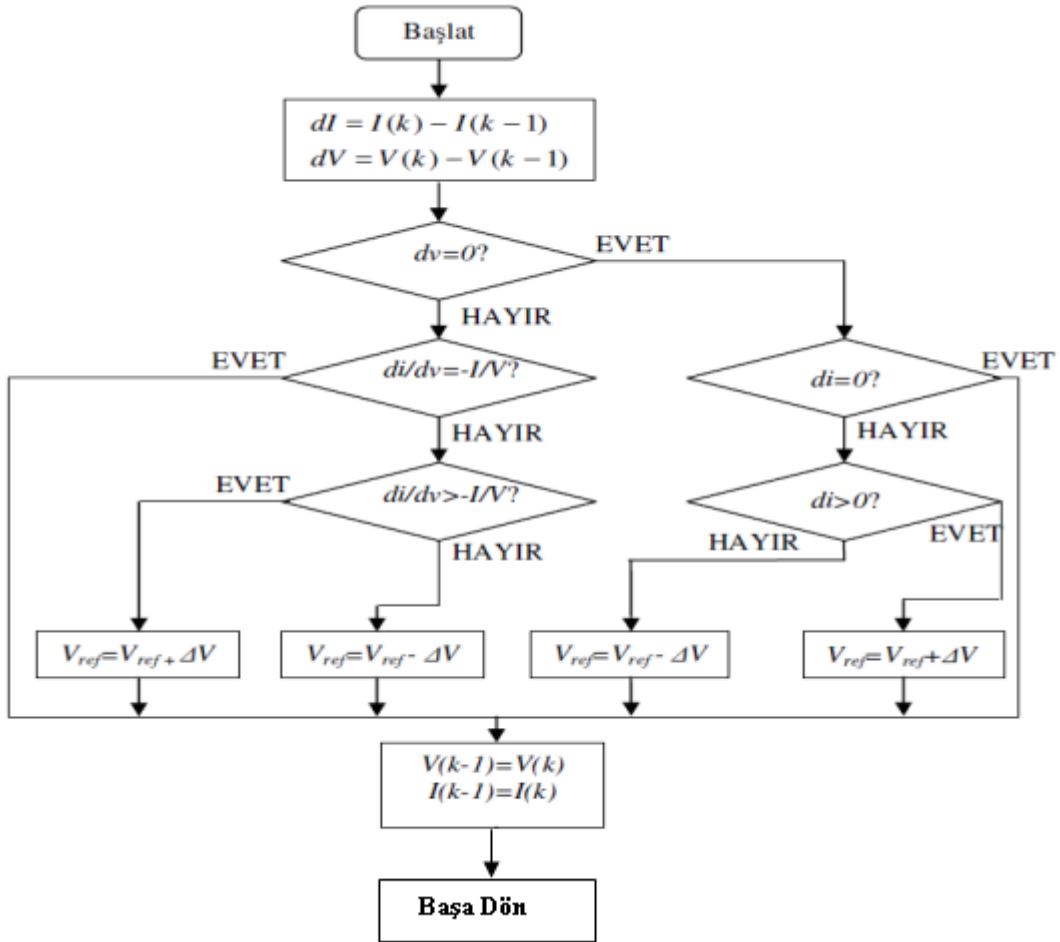 Başlat
dI = I(k) − I(k − 1)
dV = V(k) − V(k − 1)
dv=0?
EVET
HAYIR
EVET
di/dv=-I/V?
di=0?
EVET
HAYIR
HAYIR
EVET
di/dv>-I/V?
di>0?
HAYIR
HAYIR
EVET
Vref=Vref + ΔV
Vref=Vref - ΔV
Vref=Vref - ΔV
Vref=Vref+ΔV
V(k-1)=V(k)
I(k-1)=I(k)
Başa Dön